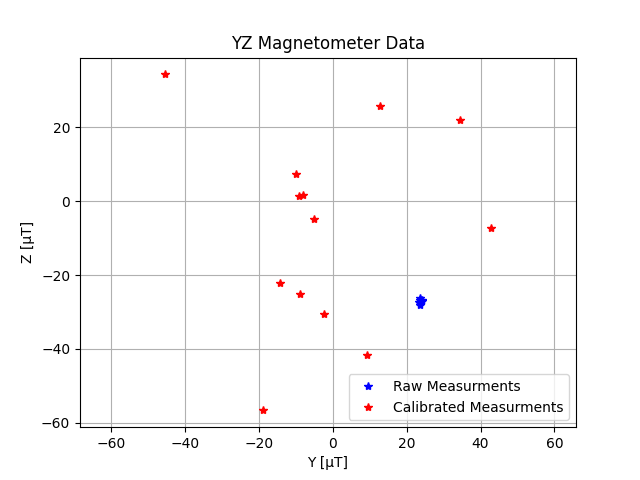 YZ Magnetometer Data
Z [µT]
20
0
−20
−40
−60
−60
−40
−20
0
20
40
60
Y [µT]
Raw Measurments
Calibrated Measurments